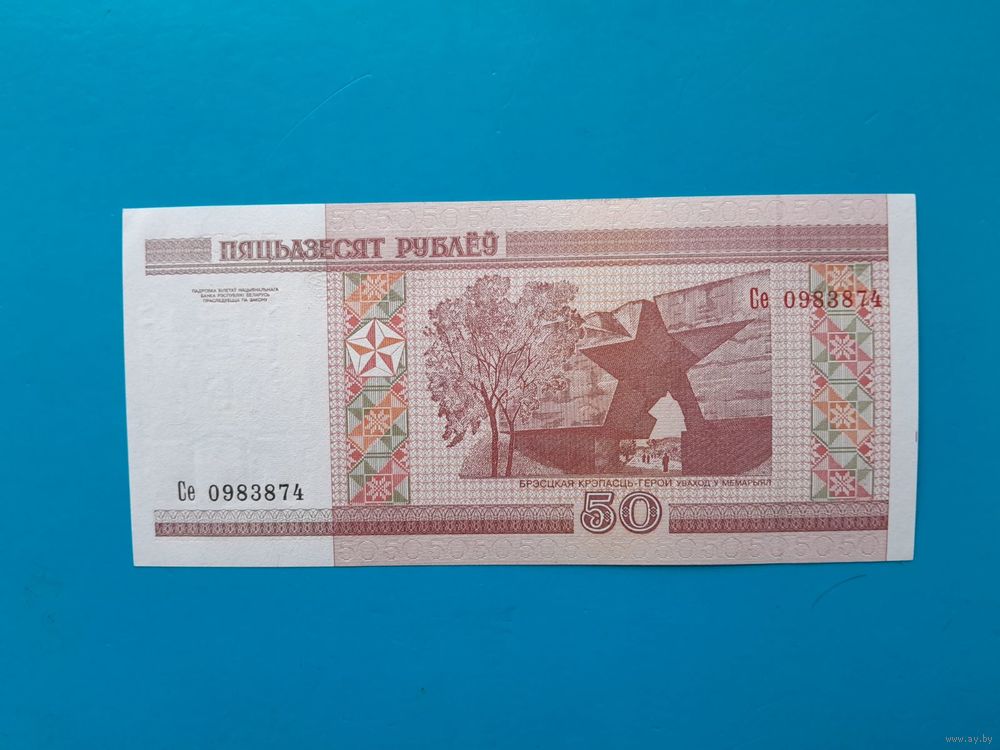 ПЯЦЬДЗЕСЯТ РУБЛЁЎ
ПАДРОБКА БІЛЕТАЎ НАЦЫЯНАЛЬНАГА
БАНКА РЭСПУБЛІКІ БЕЛАРУСЬ
ПРАСЛЕДУЕЦЦА ПА ЗАКОНУ
Се 0983874
Се 0983874
БРЭСЦКАЯ КРЭПАСЦЬ-ГЕРОЙ УВАХОД У МЕМАРЫЯЛ
50
www.ay.by